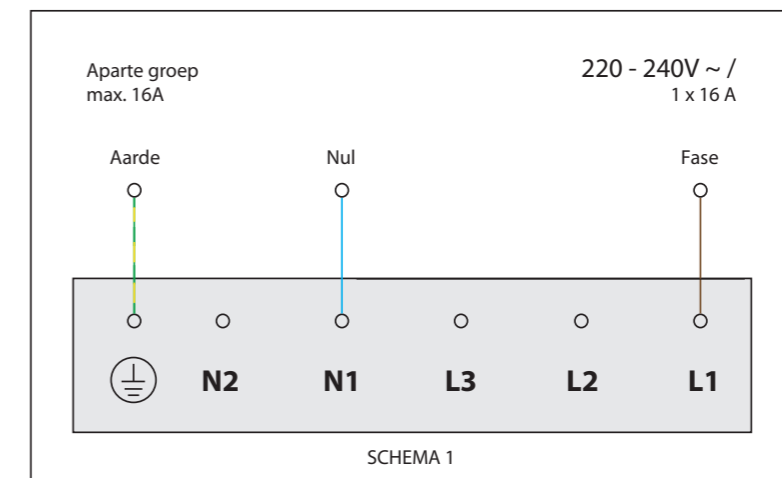 Aparte groep
max. 16A
220 - 240V ~ /
1 x 16 A
Aarde
Nul
Fase
N2
N1
L3
L2
L1
SCHEMA 1